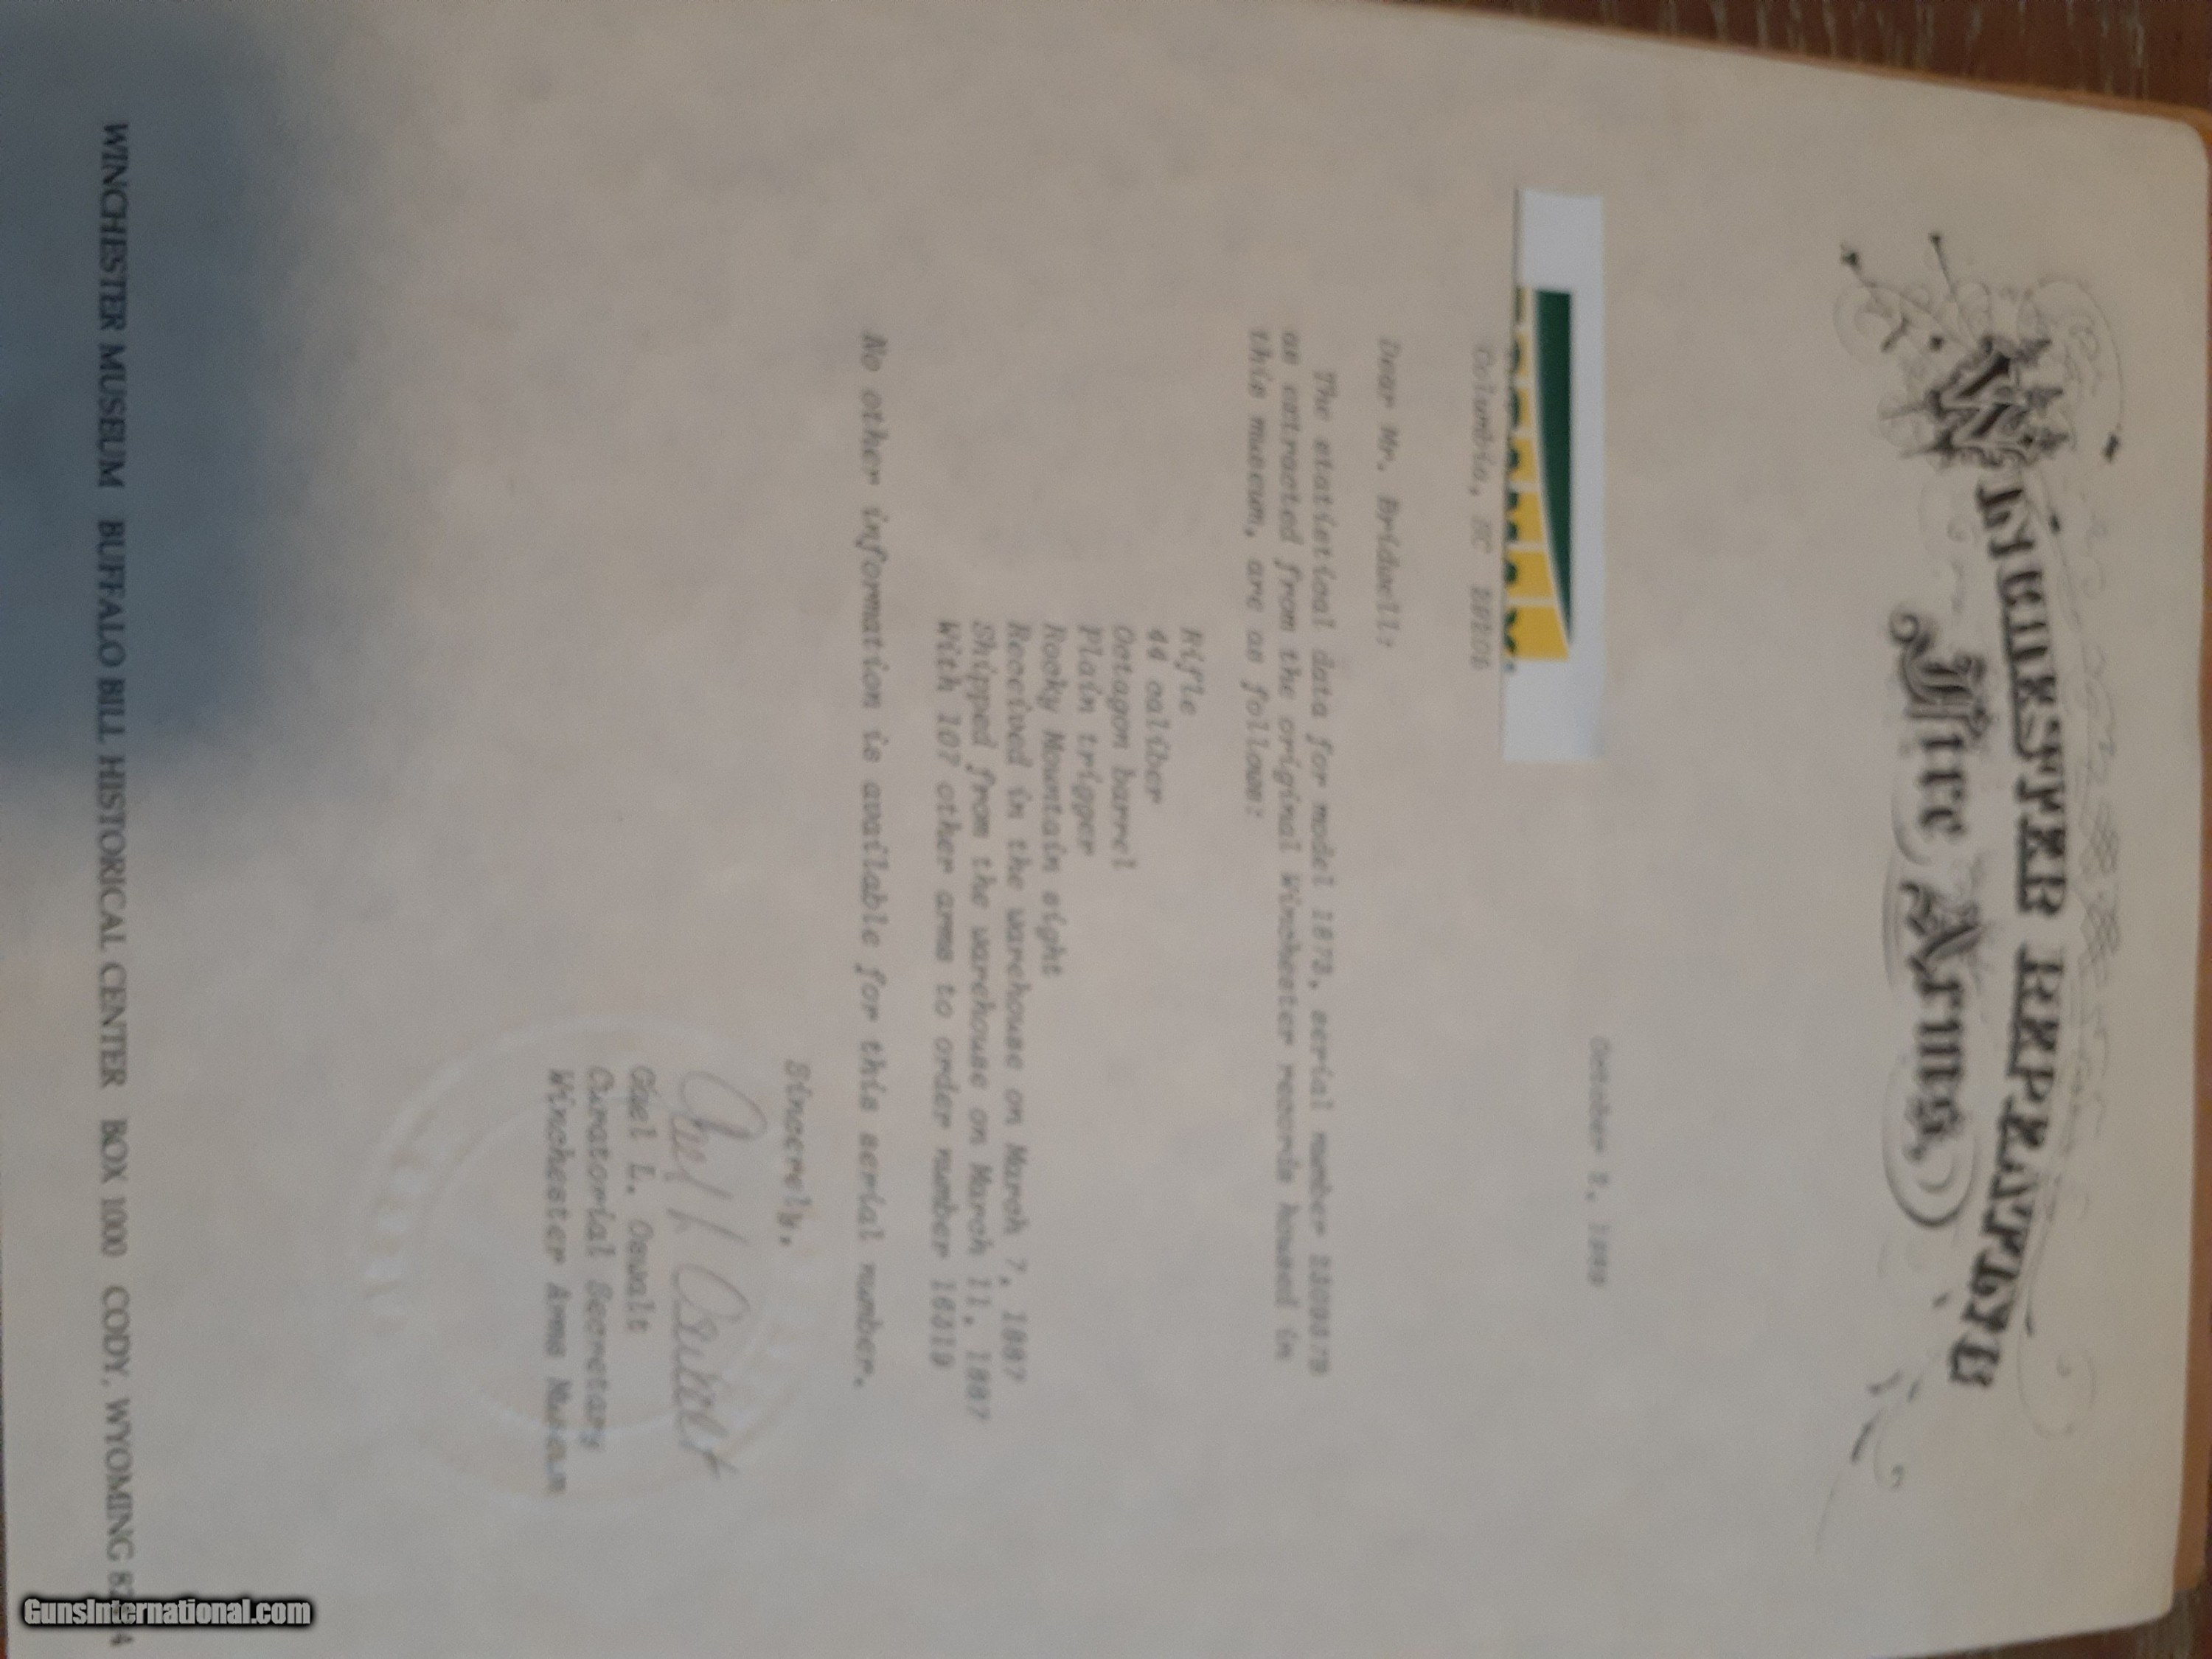 WINCHESTER REPEATING
Fire Arms,
Columbia, SC
Dear Mr. Bridwell:
The statistical data for model 1873, serial number
as extracted from the original Winchester records housed in
this museum, are as follows:
Rifle
44 caliber
Octagon barrel
Plain trigger
Rocky Mountain sight
Received in the warehouse on March 7, 1887
Shipped from the warehouse on March 11, 1887
With 107 other arms to order number
No other information is available for this serial number.
Sincerely,
L. Oswalt
Curatorial Secretary
Winchester Arms Museum
WINCHESTER MUSEUM BUFFALO BILL HISTORICAL CENTER BOX 1000 CODY, WYOMING
GunsInternational.com